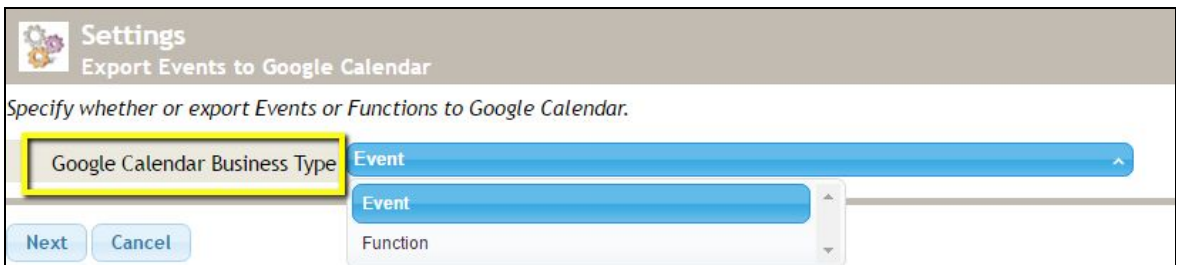 Settings
Export Events to Google Calendar
Specify whether or export Events or Functions to Google Calendar.
Google Calendar Business Type Event
Event
Function
Next Cancel